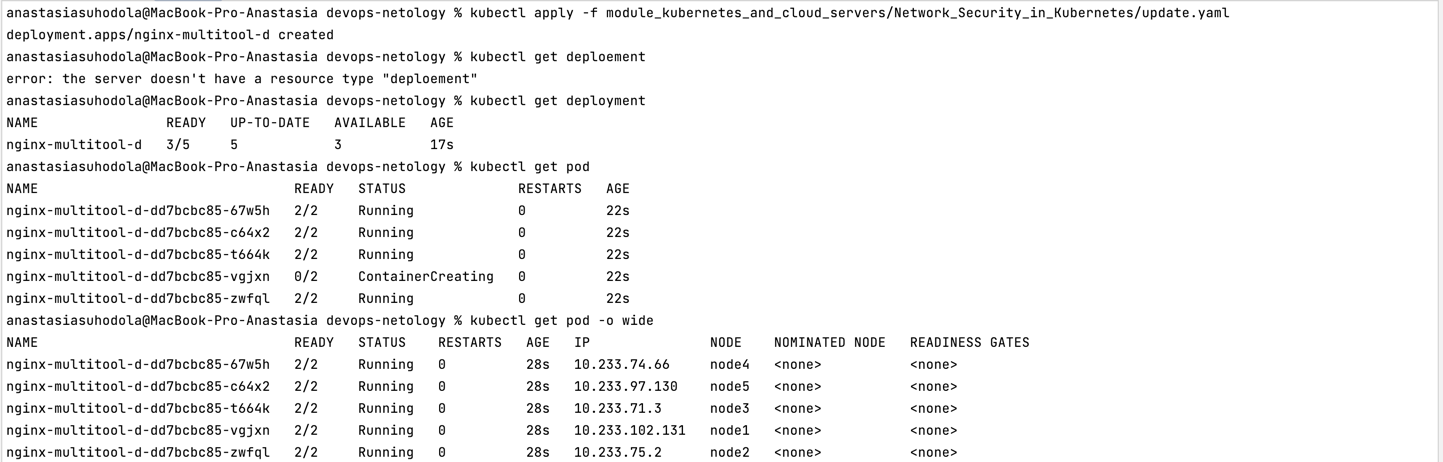 anastasiasuhodola@MacBook-Pro-Anastasia devops-netology % kubectl apply -f module_kubernetes_and_cloud_servers/Network_Security_in_Kubernetes/update.yaml
deployment.apps/nginx-multitool-d created
anastasiasuhodola@MacBook-Pro-Anastasia devops-netology % kubectl get deploement
error: the server doesn't have a resource type "deploement"
anastasiasuhodola@MacBook-Pro-Anastasia devops-netology % kubectl get deployment
NAME                READY   UP-TO-DATE   AVAILABLE   AGE
nginx-multitool-d   3/5     5            3           17s
anastasiasuhodola@MacBook-Pro-Anastasia devops-netology % kubectl get pod
NAME                                READY   STATUS              RESTARTS   AGE
nginx-multitool-d-dd7bcbc85-67w5h   2/2     Running             0          22s
nginx-multitool-d-dd7bcbc85-c64x2   2/2     Running             0          22s
nginx-multitool-d-dd7bcbc85-t664k   2/2     Running             0          22s
nginx-multitool-d-dd7bcbc85-vgjxn   0/2     ContainerCreating   0          22s
nginx-multitool-d-dd7bcbc85-zwfql   2/2     Running             0          22s
anastasiasuhodola@MacBook-Pro-Anastasia devops-netology % kubectl get pod -o wide
NAME                                READY   STATUS    RESTARTS   AGE   IP               NODE    NOMINATED NODE   READINESS GATES
nginx-multitool-d-dd7bcbc85-67w5h   2/2     Running   0          28s   10.233.74.66     node4   <none>           <none>
nginx-multitool-d-dd7bcbc85-c64x2   2/2     Running   0          28s   10.233.97.130    node5   <none>           <none>
nginx-multitool-d-dd7bcbc85-t664k   2/2     Running   0          28s   10.233.71.3      node3   <none>           <none>
nginx-multitool-d-dd7bcbc85-vgjxn   2/2     Running   0          28s   10.233.102.131   node1   <none>           <none>
nginx-multitool-d-dd7bcbc85-zwfql   2/2     Running   0          28s   10.233.75.2      node2   <none>           <none>